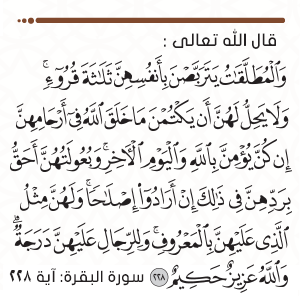 قال الله تعالى :
وَٱلْمُطَلَّقَٰتُ يَتَرَبَّصْنَ بِأَنفُسِهِنَّ ثَلَٰثَةَ قُرُوٓءٍۚ
وَلَا يَحِلُّ لَهُنَّ أَن يَكْتُمْنَ مَا خَلَقَ ٱللَّهُ فِىٓ أَرْحَامِهِنَّ
إِن كُنَّ يُؤْمِنَّ بِٱللَّهِ وَٱلْيَوْمِ ٱلْأَخِرِۚ وَبُعُولَتُهُنَّ أَحَقُّ
بِرَدِّهِنَّ فِى ذَٰلِكَ إِنْ أَرَادُوٓا۟ إِصْلَٰحًاۚ وَلَهُنَّ مِثْلُ
ٱلَّذِى عَلَيْهِنَّ بِٱلْمَعْرُوفِۚ وَلِلرِّجَالِ عَلَيْهِنَّ دَرَجَةٌۗ
وَٱللَّهُ عَزِيزٌ حَكِيمٌ ٢٢٨ سورة البقرة: آية ٢٢٨